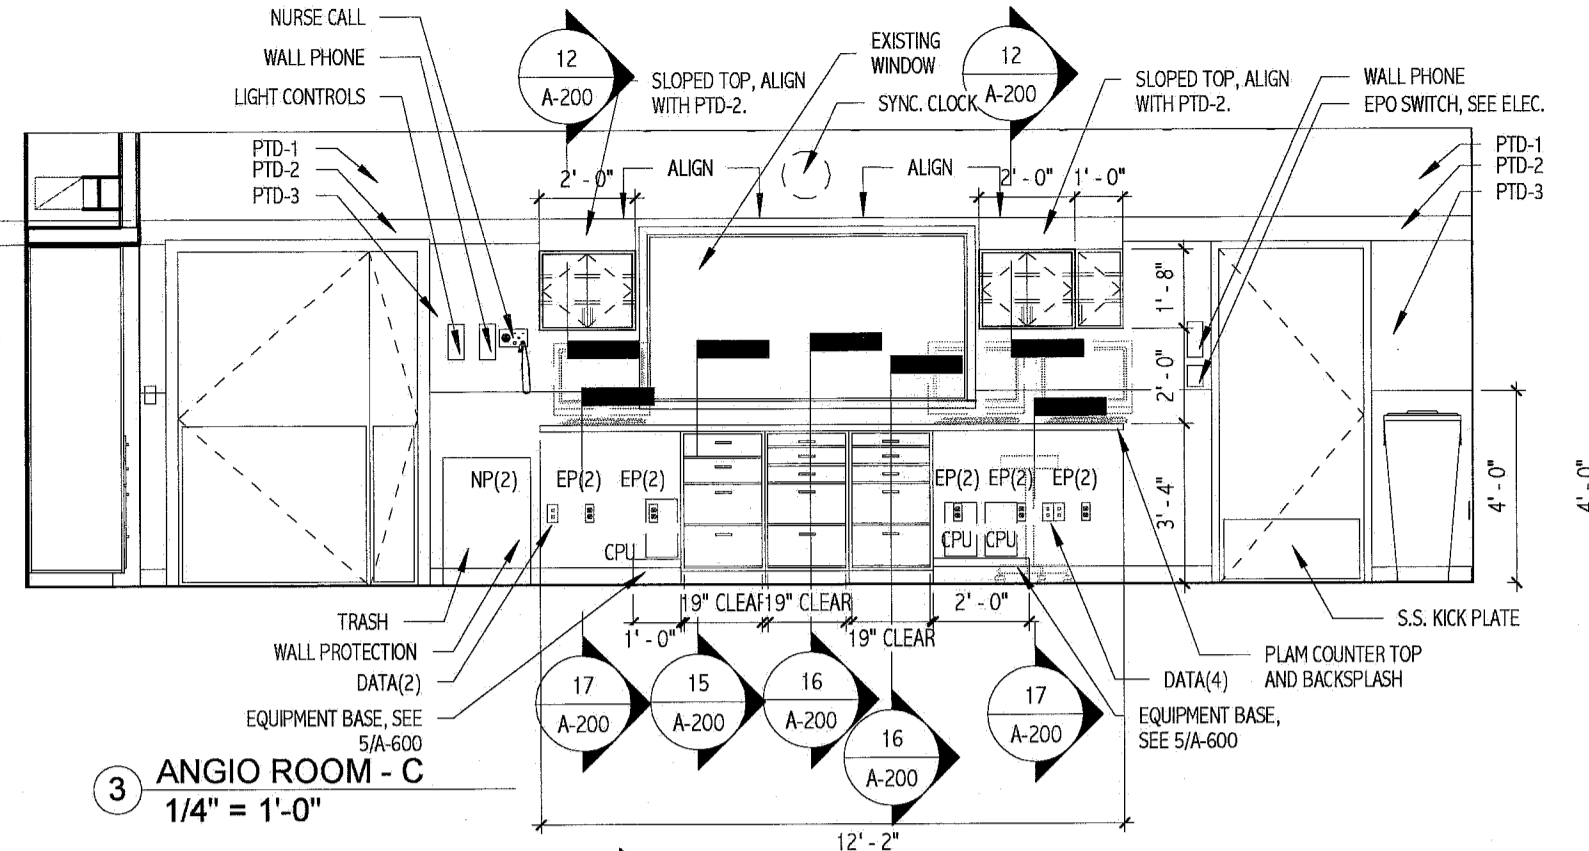 NURSE CALL
WALL PHONE
LIGHT CONTROLS
PTD-1
PTD-2
PTD-3
12
A-200
SLOPED TOP, ALIGN
WITH PTD-2.
EXISTING
WINDOW
SYNC. CLOCK
12
A-200
SLOPED TOP, ALIGN
WITH PTD-2.
WALL PHONE
EPO SWITCH, SEE ELEC.
PTD-1
PTD-2
PTD-3
2' - 0"
ALIGN
ALIGN
2' - 0"
1' - 0"
1' - 8"
2' - 0"
3' - 4"
4' - 0"
4' - 0"
NP(2)
EP(2)
EP(2)
EP(2)
EP(2)
EP(2)
CPU
CPU
CPU
1' - 0"
19" CLEAR
19" CLEAR
19" CLEAR
2' - 0"
TRASH
WALL PROTECTION
DATA(2)
EQUIPMENT BASE, SEE
5/A-600
17
A-200
15
A-200
16
A-200
16
A-200
17
A-200
S.S. KICK PLATE
PLAM COUNTER TOP
AND BACKSPLASH
DATA(4)
EQUIPMENT BASE,
SEE 5/A-600
12' - 2"
3
ANGIO ROOM - C
1/4" = 1'-0"